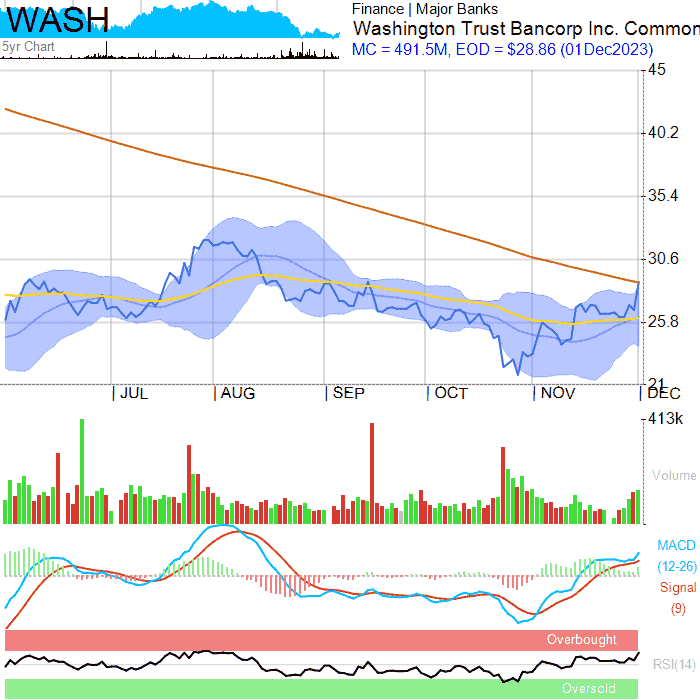 WASH
5yr Chart
Finance | Major Banks
Washington Trust Bancorp Inc. Common
MC = 491.5M, EOD = $28.86 (01Dec2023)
45
40.2
35.4
30.6
25.8
21
JUL
AUG
SEP
OCT
NOV
DEC
413k
Volume
MACD
(12-26)
Signal
(9)
Overbought
RSI(14)
Oversold